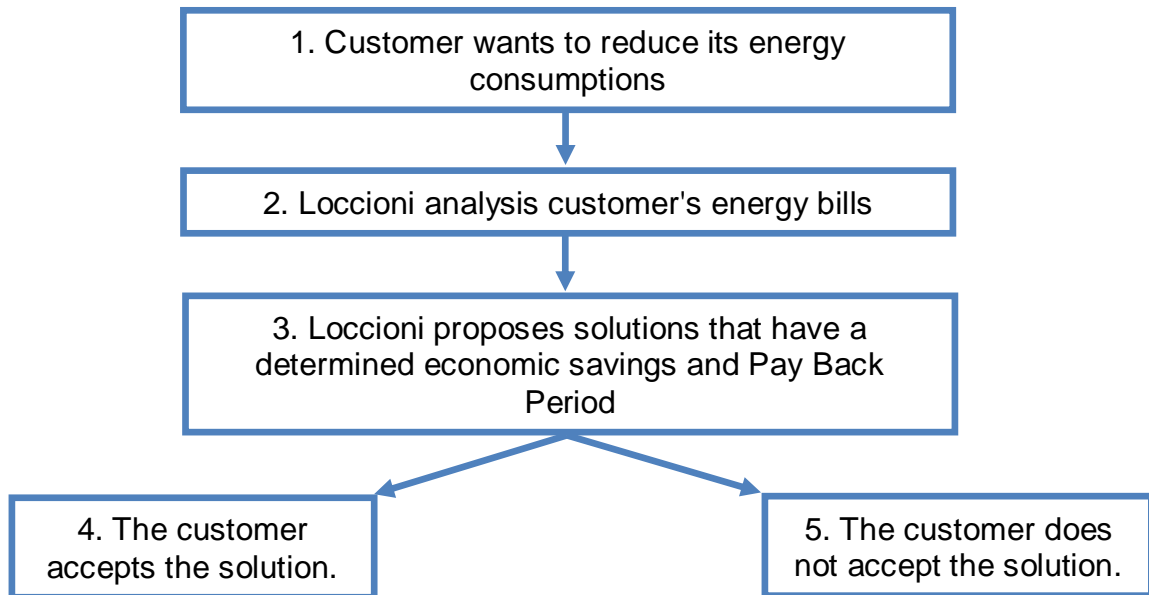 1. Customer wants to reduce its energy
consumptions
2. Loccioni analysis customer's energy bills
3. Loccioni proposes solutions that have a
determined economic savings and Pay Back
Period
4. The customer
accepts the solution.
5. The customer does
not accept the solution.